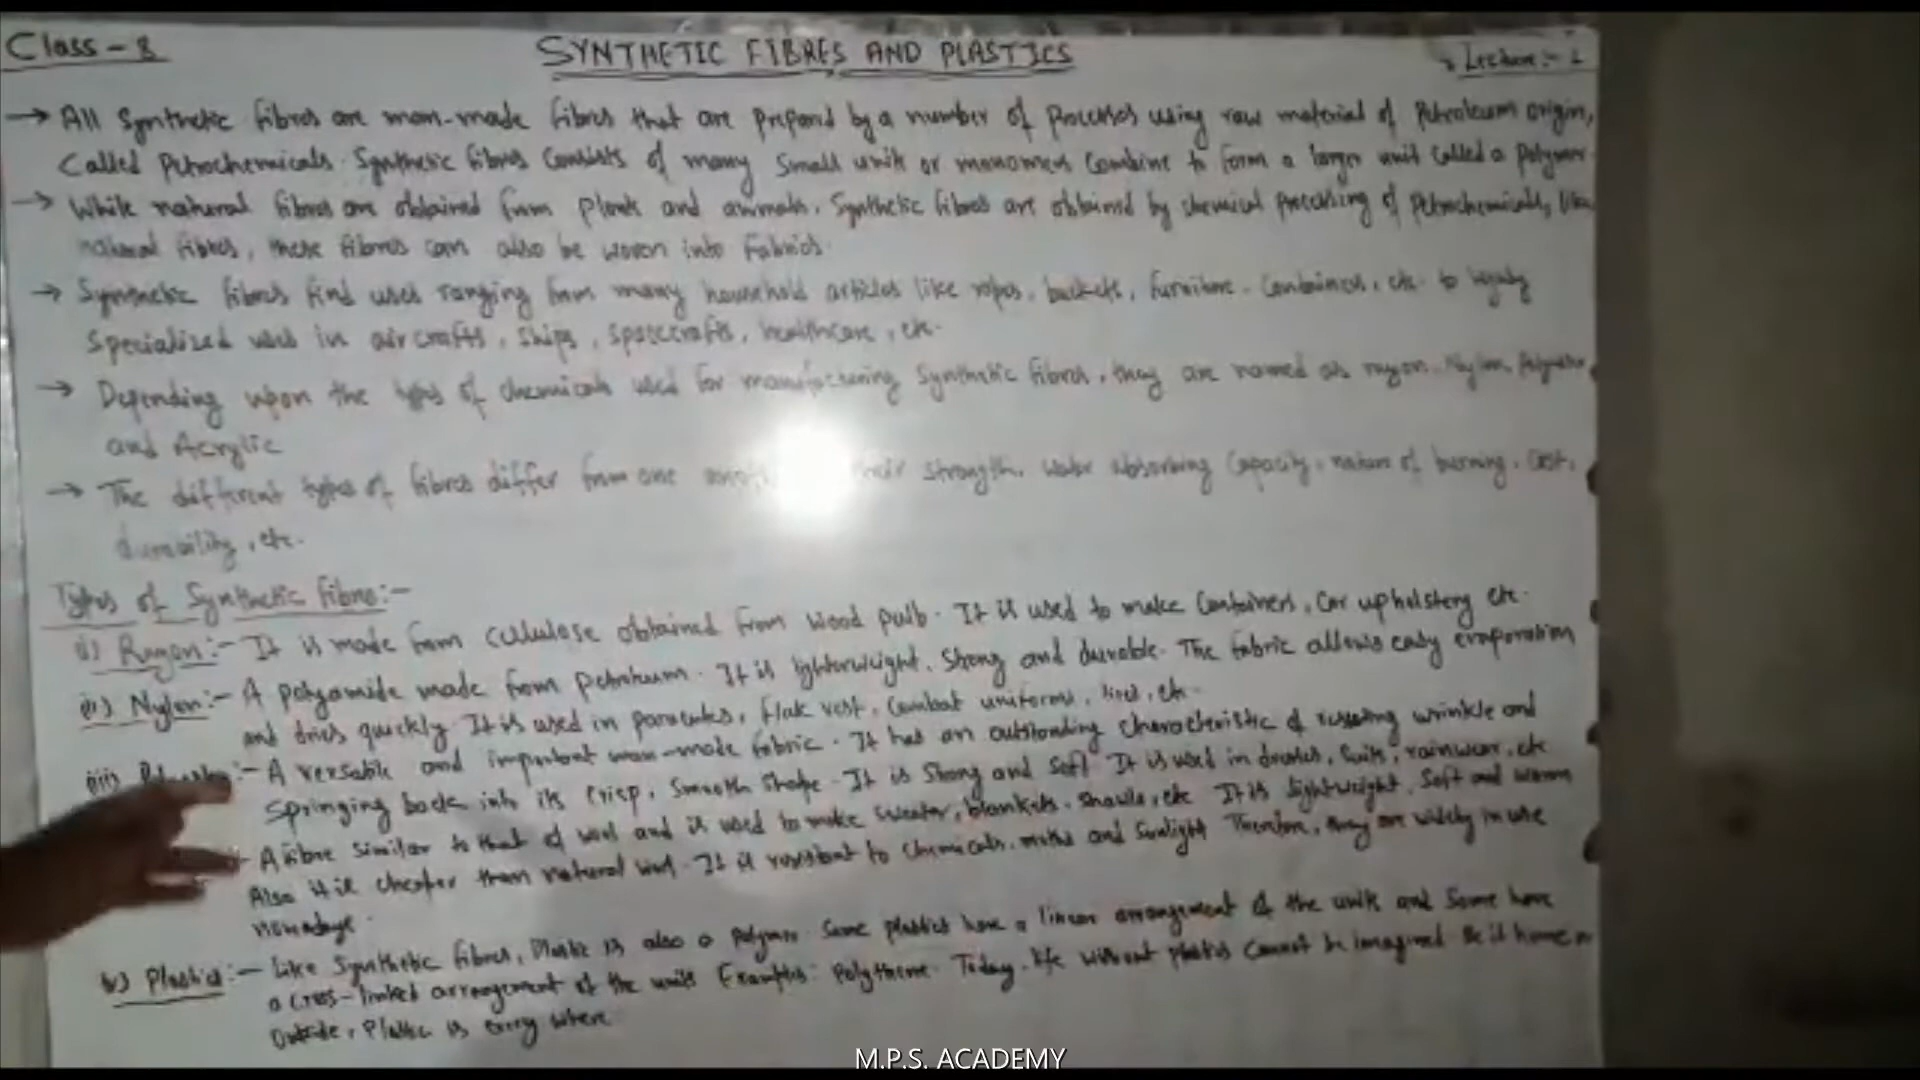 Class - 8
SYNTHETIC FIBRES AND PLASTICS
Lecture:- 1
→ All Synthetic fibres are man-made fibres that are prepared by a number of Processes using raw material of Petroleum origin,
Called Petrochemicals. Synthetic fibres Consists of many Small units or monomers Combine to form a larger unit Called a Polymer.
→ While natural fibres are obtained from plants and animals. Synthetic fibres are obtained by chemical processing of Petrochemicals, like
natural fibres, these fibres can also be woven into Fabrics.
→ Synthetic fibres find uses ranging from many household articles like ropes, buckets, furniture, Containers, etc. to highly
Specialized uses in aircrafts, Ships, Spacecrafts, healthcare, etc.
→ Depending upon the types of chemicals used for manufacturing Synthetic fibres, they are named as rayon, Nylon, Polyester
and Acrylic
→ The different types of fibres differ from one strength, water absorbing Capacity, nature of burning, Cost,
durability, etc.
Types of Synthetic fibre:-
i) Rayon:- It is made from Cellulose obtained from wood pulb. It is used to make Containers, Car upholstery etc.
ii) Nylon:- A polyamide made from petroleum. It is lighterweight, Strong and durable. The fabric allows easy evaporation
and dries quickly It is used in paracutes, flak vest, Combat uniforms, etc.
iii) :- A versatile and important man-made fabric. It has an outstanding characteristic of resisting wrinkle and
Springing back into its Crisp, Smooth Shape. It is Strong and Soft It is used in dresses, Suits, rainwear, etc
- A fibre Similar to that of wool and is used to make Sweater, blankets, Shawls, etc It is lightweight, Soft and warm
Also it is cheaper than natural wool. It is resistant to chemicals, moths and Sunlight Therefore, they are widely in use
nowadays.
v) Plastics:- Like Synthetic fibres, Plastic is also a Polymer. Some plastics have a linear arrangement of the units and Some have
a cross-linked arrangement of the units Examples: Polythene. Today, life without plastics Cannot be imagined Be it home or
Outside, Plastic is every where
M.P.S. ACADEMY